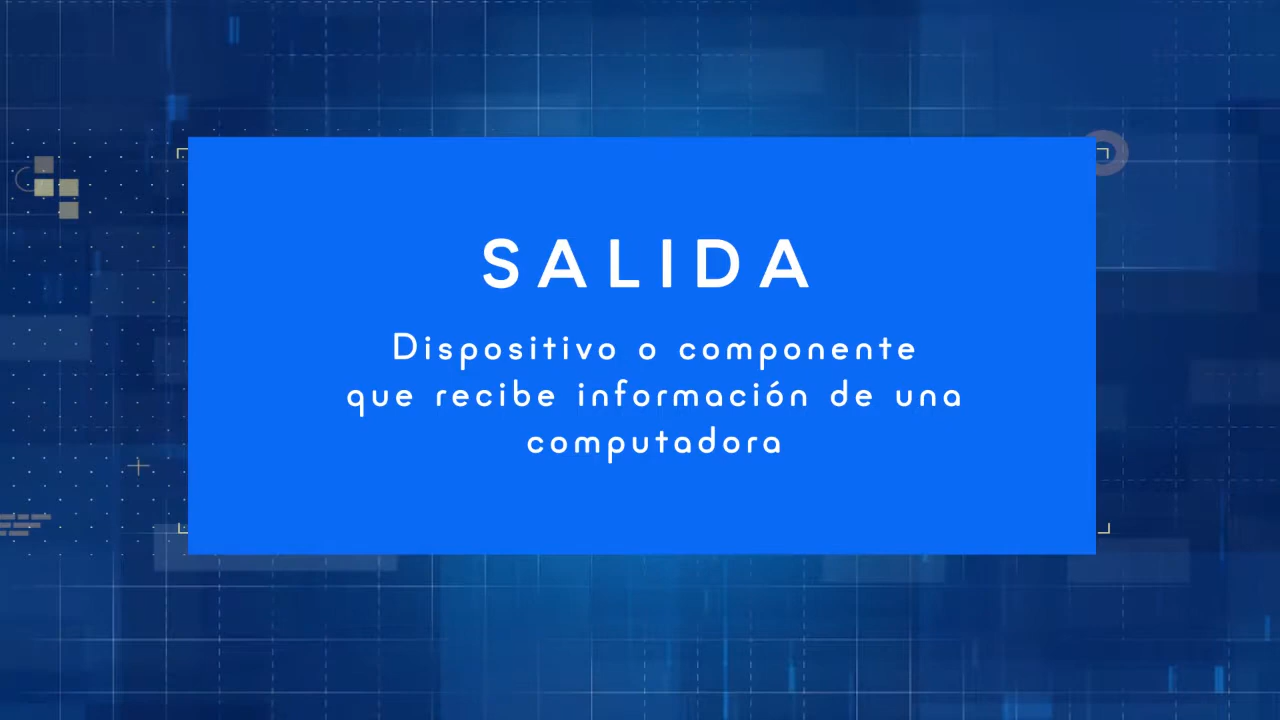 SALIDA
Dispositivo o componente
que recibe información de una
computadora